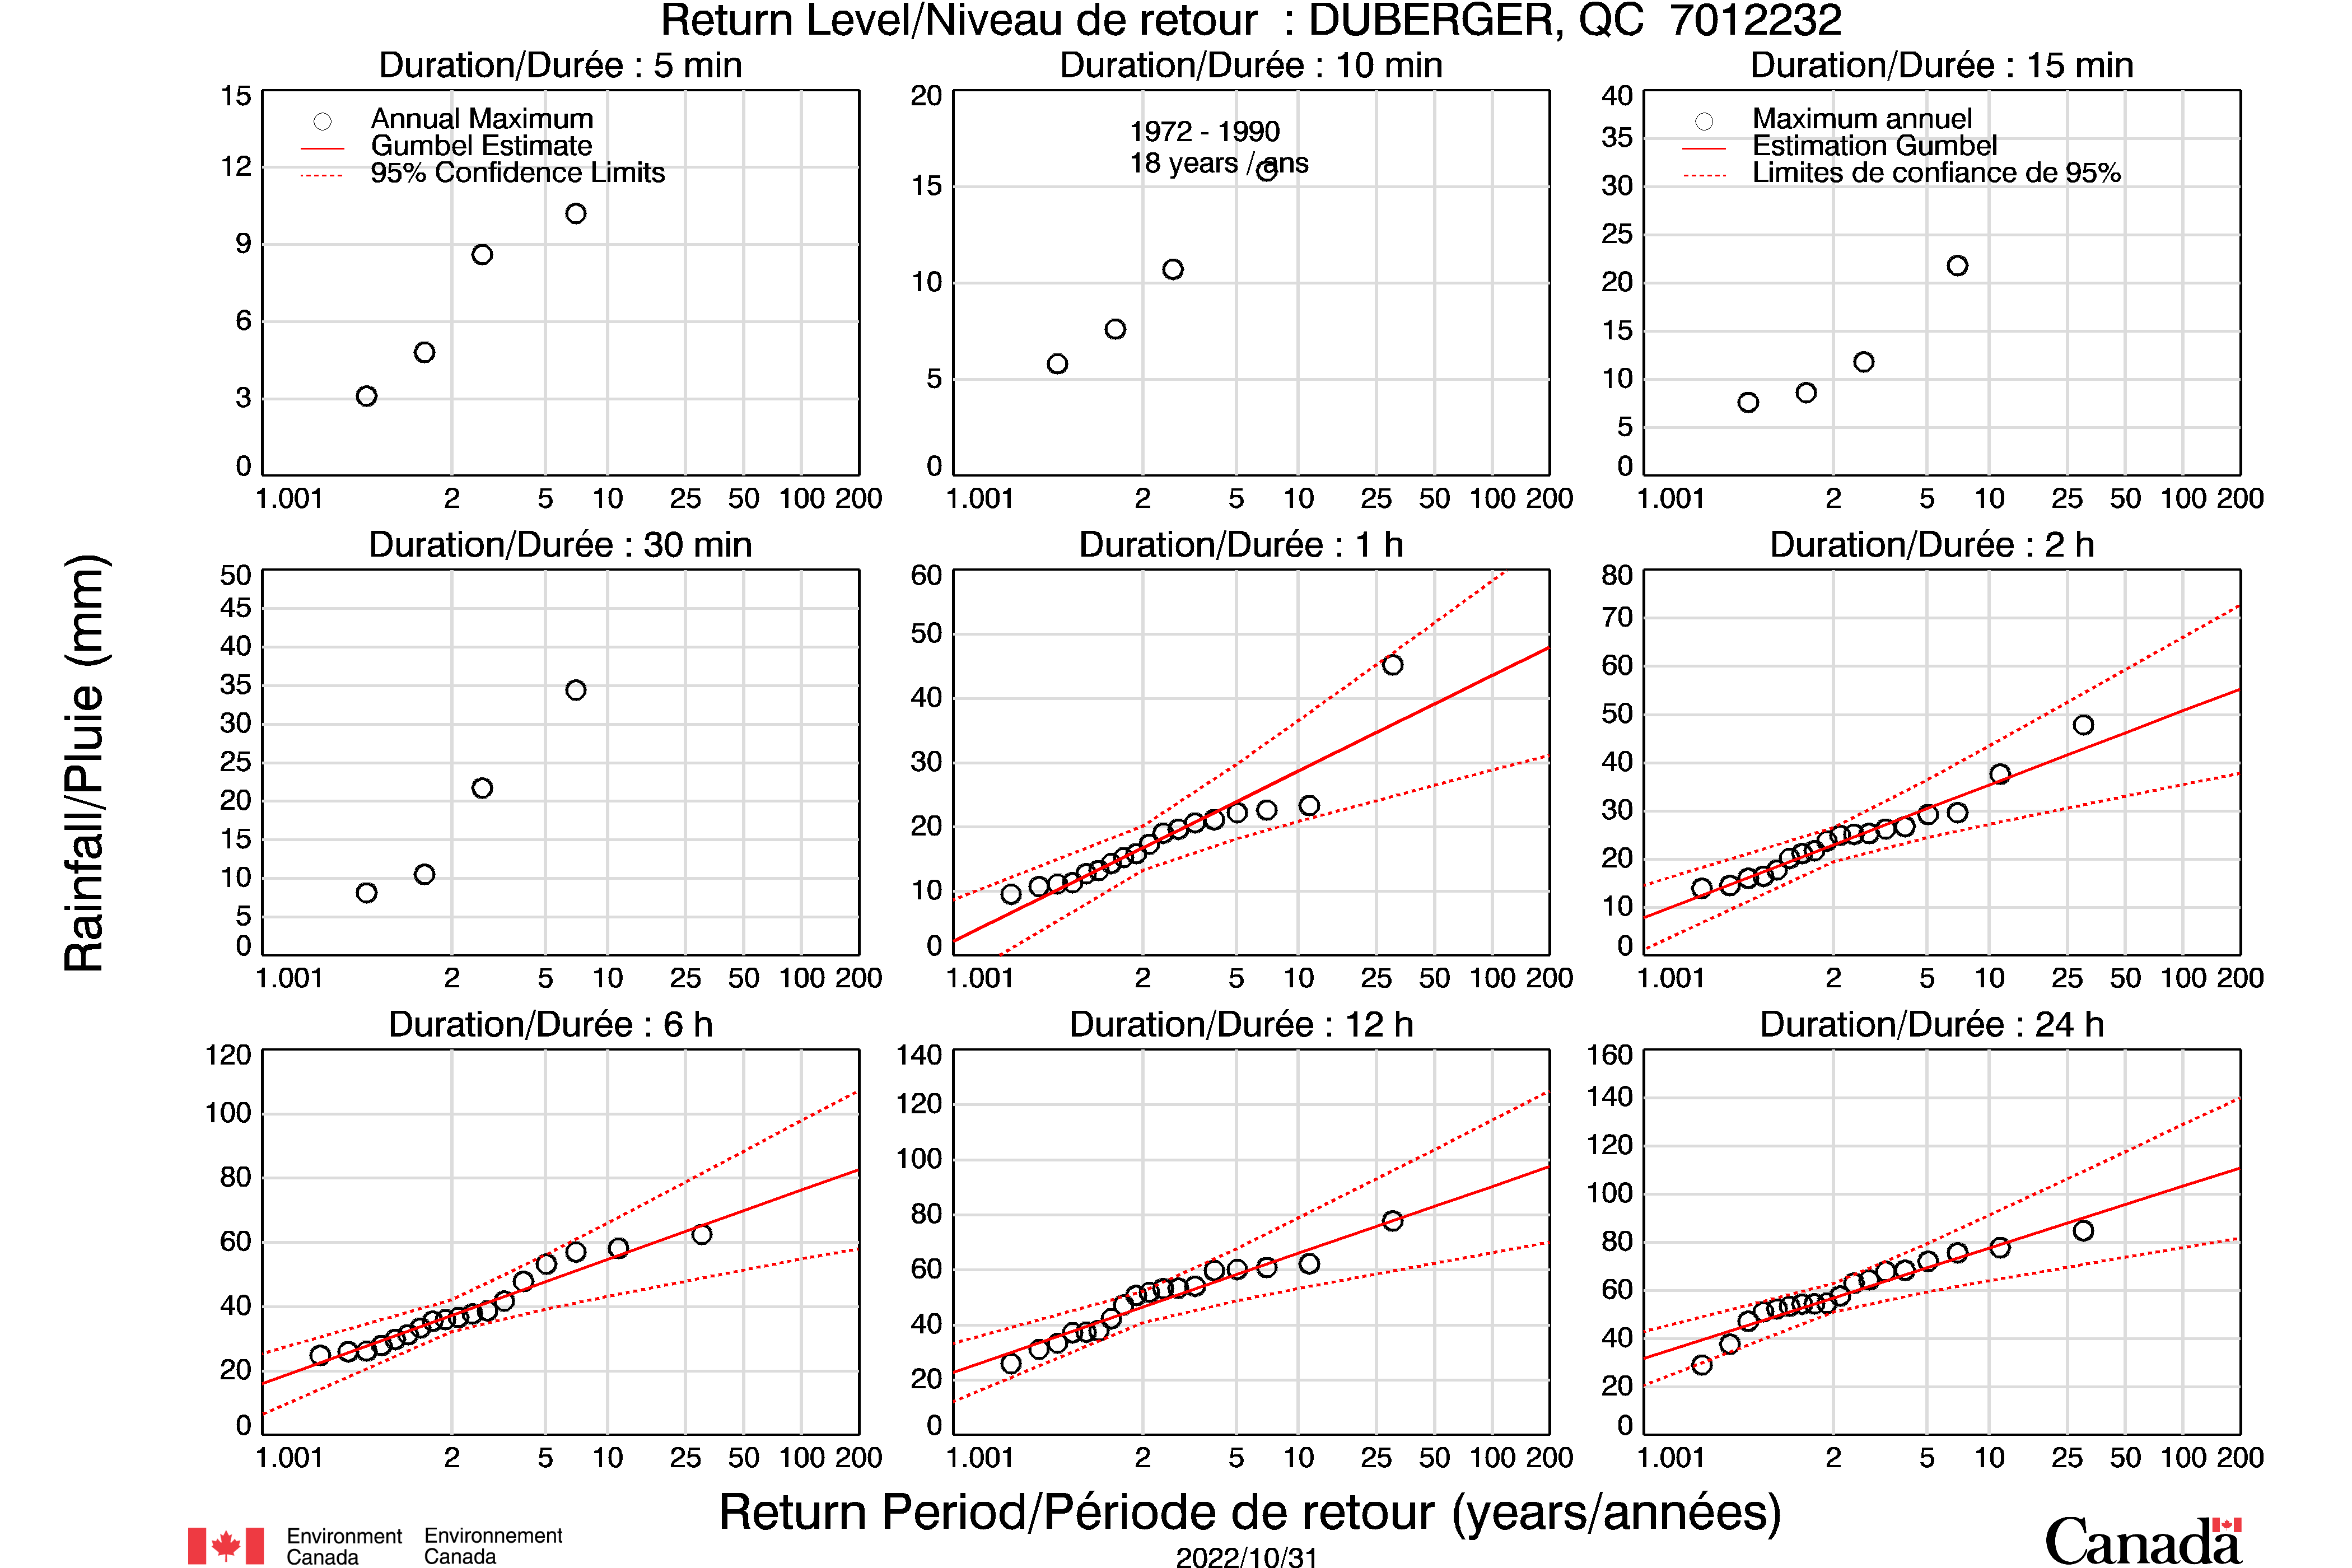 Return Level/Niveau de retour : DUBERGER, QC 7012232
Duration/Durée : 5 min
15
12
9
6
3
0
Annual Maximum
Gumbel Estimate
95% Confidence Limits
1.001 2 5 10 25 50 100 200
Duration/Durée : 10 min
20
15
10
5
0
1972 - 1990
18 years / ans
1.001 2 5 10 25 50 100 200
Duration/Durée : 15 min
40
35
30
25
20
15
10
5
0
Maximum annuel
Estimation Gumbel
Limites de confiance de 95%
1.001 2 5 10 25 50 100 200
Rainfall/Pluie (mm)
Duration/Durée : 30 min
50
45
40
35
30
25
20
15
10
5
0
1.001 2 5 10 25 50 100 200
Duration/Durée : 1 h
60
50
40
30
20
10
0
1.001 2 5 10 25 50 100 200
Duration/Durée : 2 h
80
70
60
50
40
30
20
10
0
1.001 2 5 10 25 50 100 200
Duration/Durée : 6 h
120
100
80
60
40
20
0
1.001 2 5 10 25 50 100 200
Duration/Durée : 12 h
140
120
100
80
60
40
20
0
1.001 2 5 10 25 50 100 200
Duration/Durée : 24 h
160
140
120
100
80
60
40
20
0
1.001 2 5 10 25 50 100 200
Return Period/Période de retour (years/années)
Environment Canada
Environnement Canada
2022/10/31
Canada